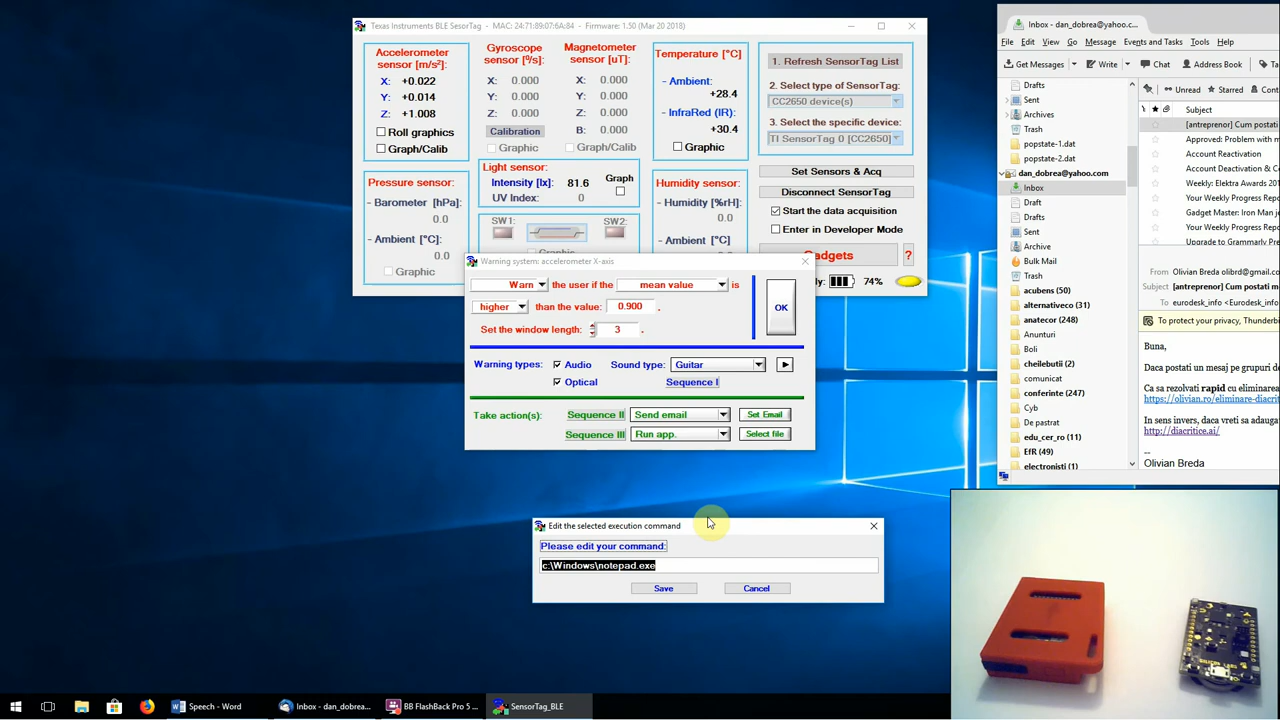 Texas Instruments BLE SesorTag - MAC: 24:71:89:07:6A:84 - Firmware: 1.50 (Mar 20 2018)
Accelerometer
sensor [m/s²]:
X: +0.022
Y: +0.014
Z: +1.008
Roll graphics
Graph/Calib
Gyroscope
sensor [⁰/s]:
X: 0.000
Y: 0.000
Z: 0.000
Calibration
Graphic
Magnetometer
sensor [uT]:
X: 0.000
Y: 0.000
Z: 0.000
B: 0.000
Graph/Calib
Temperature [°C]
- Ambient:
+28.4
- InfraRed (IR):
+30.4
Graphic
1. Refresh SensorTag List
2. Select type of SensorTag:
CC2650 device(s)
3. Select the specific device:
TI SensorTag 0 [CC2650]
Pressure sensor:
- Barometer [hPa]
0.0
- Ambient [°C]:
0.0
Graphic
Light sensor:
Intensity [lx]: 81.6
UV Index: 0
Graph
SW1:
SW2:
Humidity sensor:
- Humidity [%rH]
0.0
- Ambient [°C]
Set Sensors & Acq
Disconnect SensorTag
Start the data acquisition
Enter in Developer Mode
Gadgets
?
74%
Warning system: accelerometer X-axis
Warn the user if the mean value is
higher than the value: 0.900 .
Set the window length: 3 .
OK
Warning types: Audio Sound type: Guitar
Optical Sequence I
Take action(s): Sequence II Send email Set Email
Sequence III Run app. Select file
Edit the selected execution command
Please edit your command:
c:\Windows\notepad.exe
Save Cancel
Inbox - dan_dobrea@yahoo.c...
File Edit View Go Message Events and Tasks Tools Help
Get Messages Write Chat Address Book
Drafts
Sent
Archives
Trash
popstate-1.dat
popstate-2.dat
dan_dobrea@yahoo.com
Inbox
Draft
Drafts
Sent
Archive
Bulk Mail
Trash
acubens (50)
alternativeco (31)
anatecor (248)
Anunturi
Boli
cheilebutii (2)
comunicat
conferinte (247)
Cyb
De pastrat
edu_cer_ro (11)
EfR (49)
electronisti (1)
Unread Starred
Subject
[antreprenor] Cum postati
Approved: Problem with m
Account Reactivation
Account Deactivation &
Weekly: Elektra Awards 2
Your Weekly Progress Repor
Gadget Master: Iron Man j
Your Weekly Progress Repor
Upgrade to Grammarly Pre
From Olivian Breda olibrd@gmail.co
Subject [antreprenor] Cum postati m
To eurodesk_info <Eurodesk_info
To protect your privacy, Thunderbi
Buna,
Daca postati un mesaj pe grupuri d
Ca sa rezolvati rapid cu eliminarea
https://olivian.ro/eliminare-diacrit
In sens invers, daca vreti sa adauga
http://diacritice.ai/
--
Olivian Breda
Speech - Word
Inbox - dan_dobrea...
BB FlashBack Pro 5 ...
SensorTag_BLE